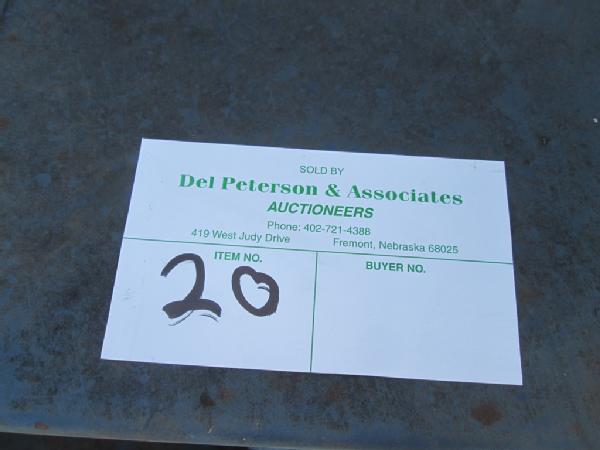 SOLD BY
Del Peterson & Associates
AUCTIONEERS
Phone: 402-721-4388
419 West Judy Drive Fremont, Nebraska 68025
ITEM NO. BUYER NO.
20